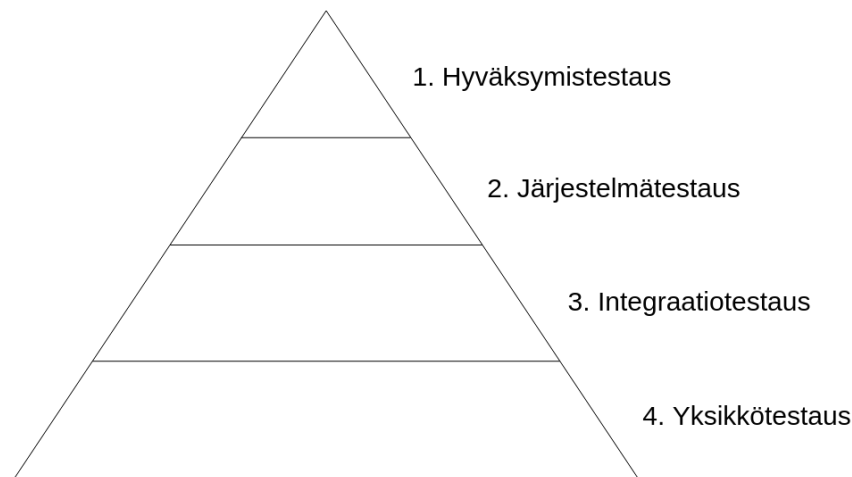 1. Hyväksymistestaus
2. Järjestelmätestaus
3. Integraatiotestaus
4. Yksikkötestaus